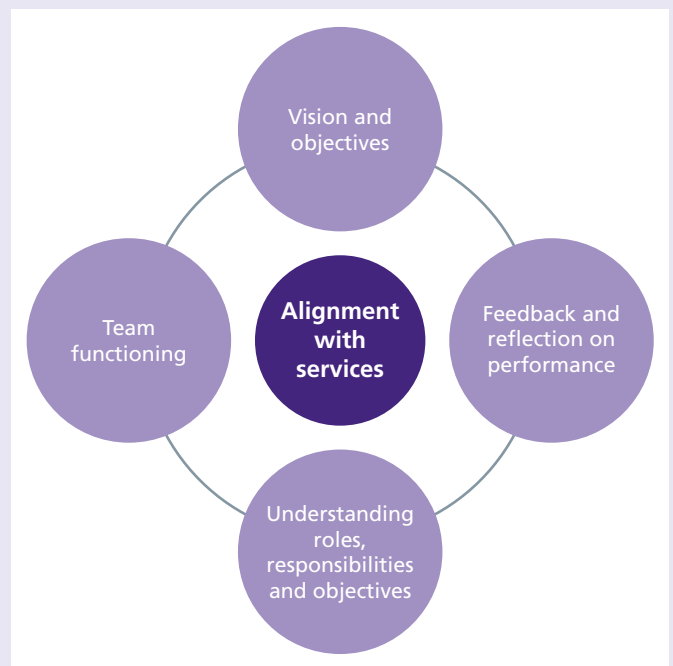 Vision and
objectives
Team
functioning
Alignment
with
services
Feedback and
reflection on
performance
Understanding
roles,
responsibilities
and objectives